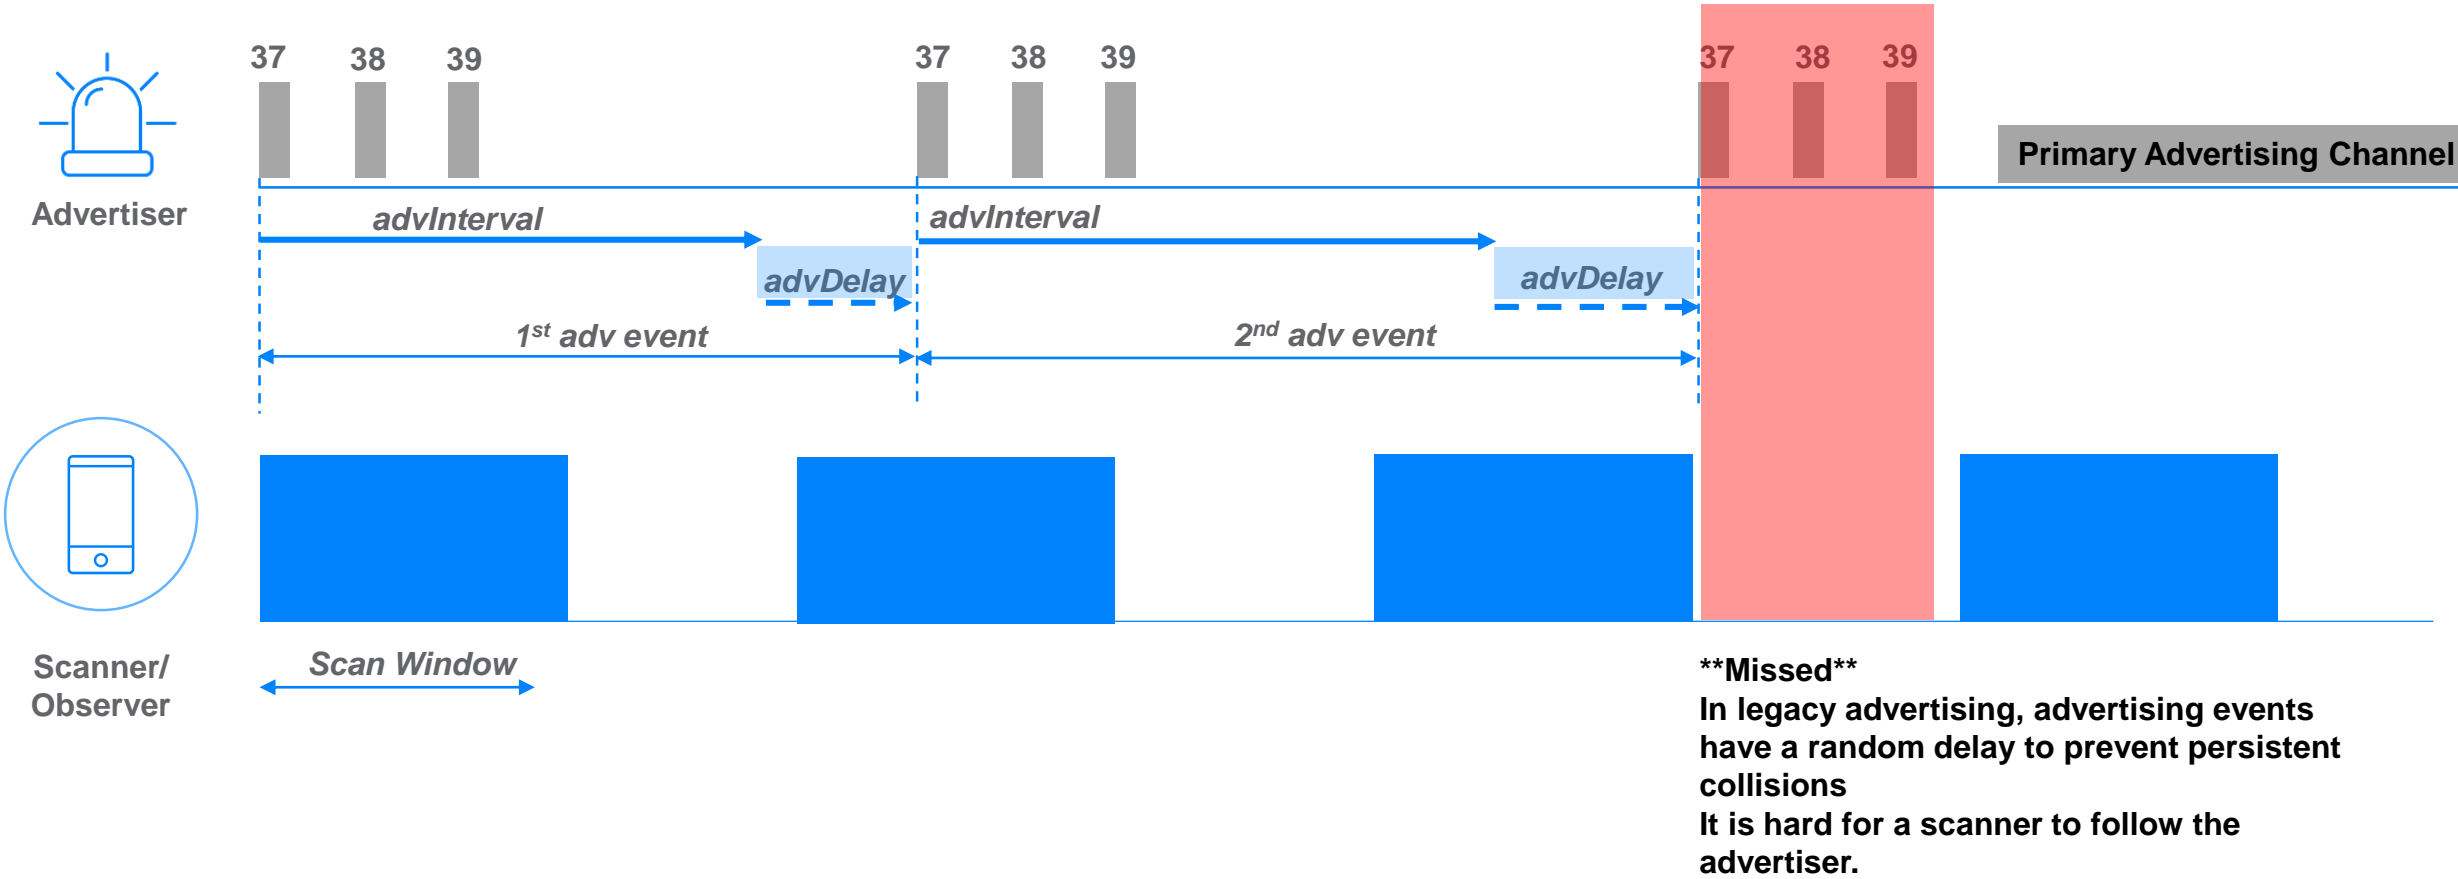 37 38 39 37 38 39 37 38 39
Primary Advertising Channel
Advertiser
advInterval advInterval
advDelay advDelay
1st adv event 2nd adv event
Scanner/
Observer
Scan Window
**Missed**
In legacy advertising, advertising events
have a random delay to prevent persistent
collisions
It is hard for a scanner to follow the
advertiser.